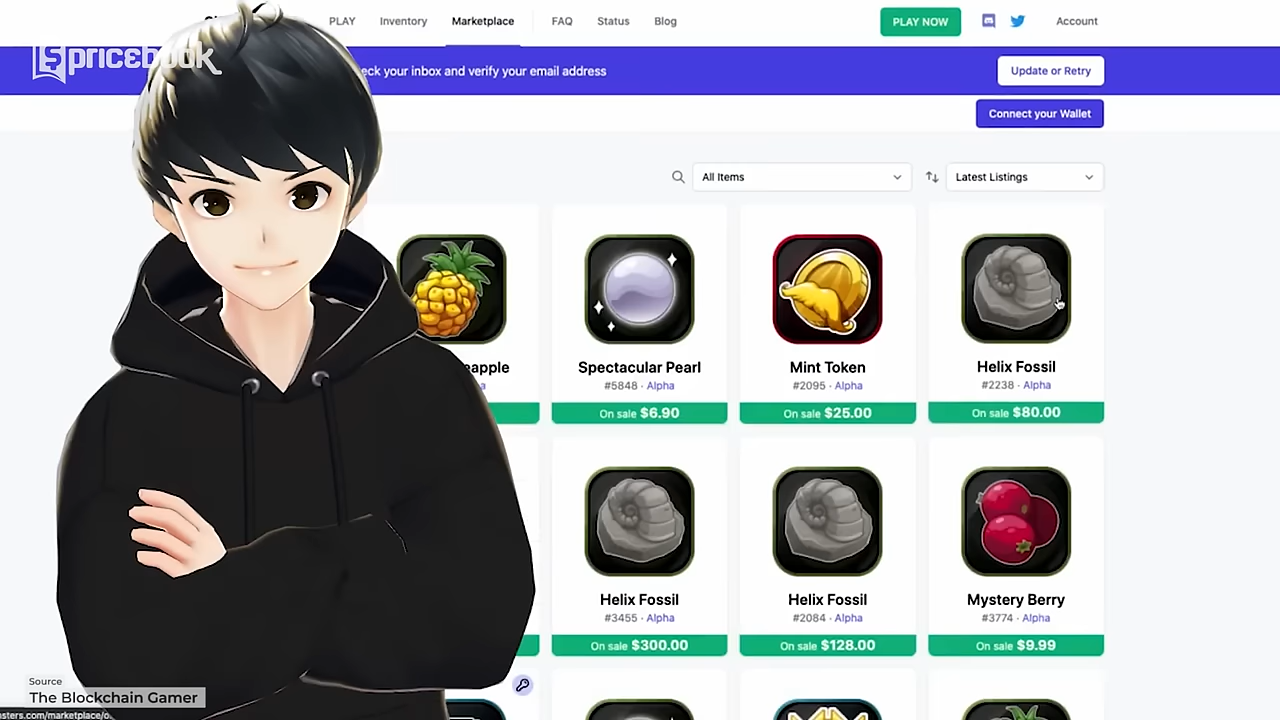 PLAY Inventory Marketplace FAQ Status Blog PLAY NOW Account
pricebook
eck your inbox and verify your email address Update or Retry
Connect your Wallet
All Items Latest Listings
eapple Spectacular Pearl Mint Token Helix Fossil
a #5848 · Alpha #2095 · Alpha #2238 · Alpha
On sale $6.90 On sale $25.00 On sale $80.00
Helix Fossil Helix Fossil Mystery Berry
#3455 · Alpha #2084 · Alpha #3774 · Alpha
On sale $300.00 On sale $128.00 On sale $9.99
Source
The Blockchain Gamer
nsters.com/marketplace/o